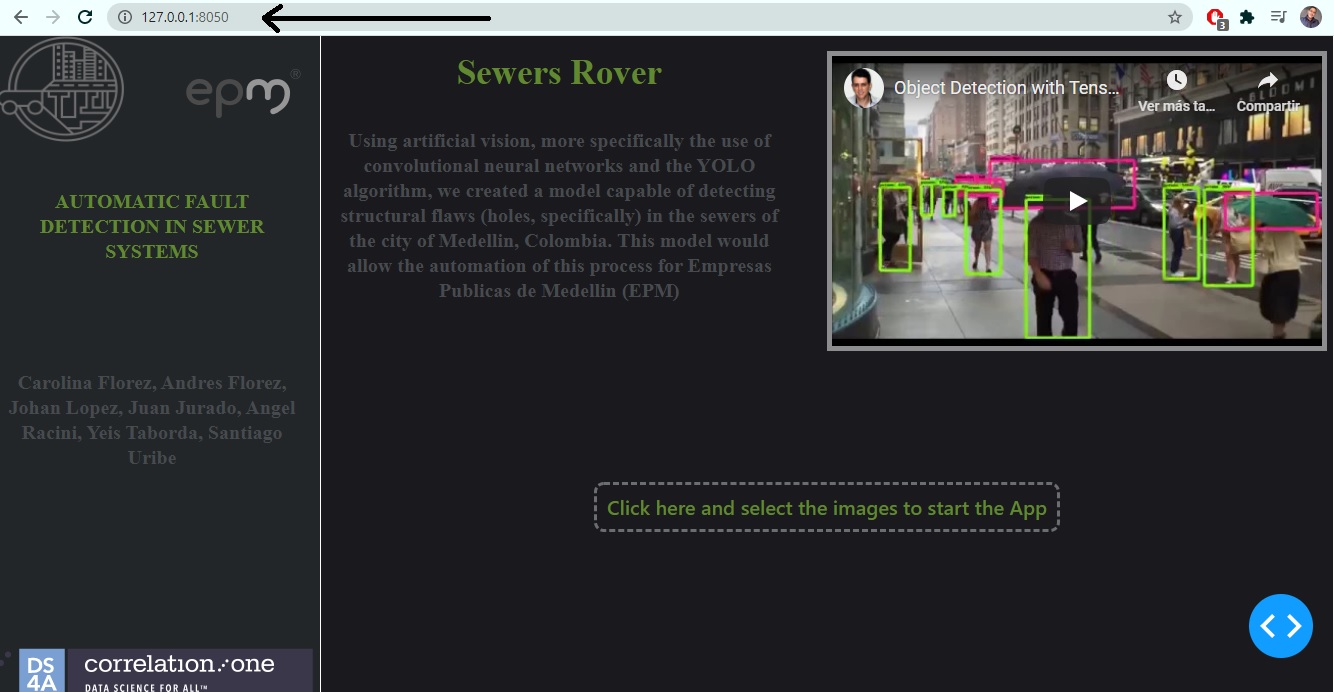 127.0.0.1:8050
3
epm®
AUTOMATIC FAULT
DETECTION IN SEWER
SYSTEMS
Carolina Florez, Andres Florez,
Johan Lopez, Juan Jurado, Angel
Racini, Yeis Taborda, Santiago
Uribe
DS
4A
correlation one
DATA SCIENCE FOR ALL™
Sewers Rover
Using artificial vision, more specifically the use of
convolutional neural networks and the YOLO
algorithm, we created a model capable of detecting
structural flaws (holes, specifically) in the sewers of
the city of Medellin, Colombia. This model would
allow the automation of this process for Empresas
Publicas de Medellin (EPM)
Object Detection with Tens...
Ver más ta...
Compartir
Click here and select the images to start the App